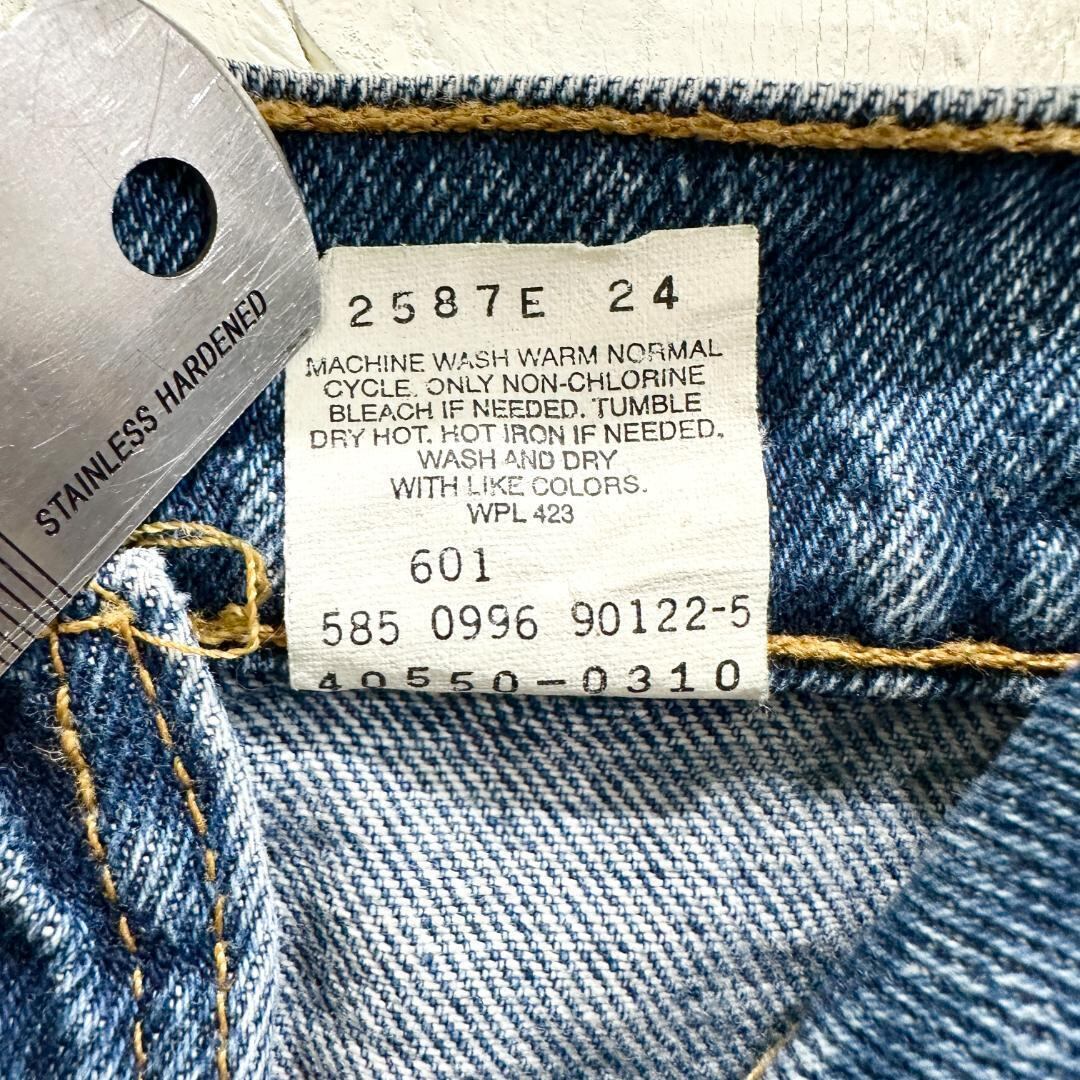 STAINLESS HARDENED
2587E 24
MACHINE WASH WARM NORMAL
CYCLE. ONLY NON-CHLORINE
BLEACH IF NEEDED. TUMBLE
DRY HOT. HOT IRON IF NEEDED.
WASH AND DRY
WITH LIKE COLORS.
WPL 423
601
585 0996 90122-5
40550-0310